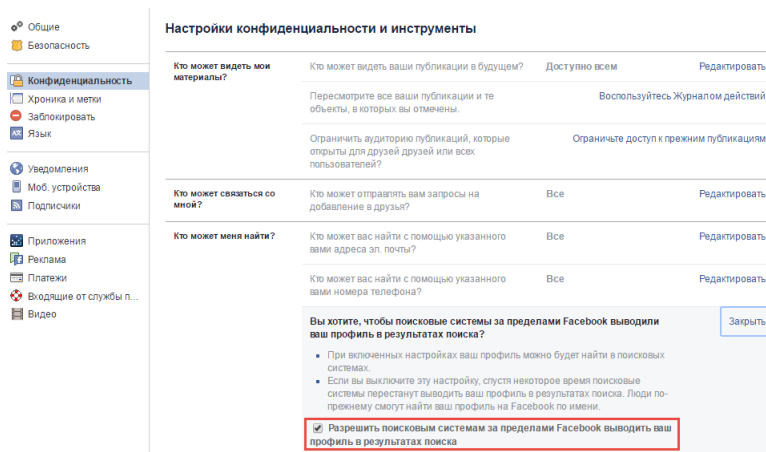 Общие
Безопасность
Конфиденциальность
Хроника и метки
Заблокировать
Язык
Уведомления
Моб. устройства
Подписчики
Приложения
Реклама
Платежи
Входящие от службы п...
Видео
Настройки конфиденциальности и инструменты
Кто может видеть мои
материалы?
Кто может видеть ваши публикации в будущем?
Доступно всем
Редактировать
Пересмотрите все ваши публикации и те
объекты, в которых вы отмечены.
Воспользуйтесь Журналом действий
Ограничить аудиторию публикаций, которые
открыты для друзей друзей или всех
пользователей?
Ограничьте доступ к прежним публикациям
Кто может связаться со
мной?
Кто может отправлять вам запросы на
добавление в друзья?
Все
Редактировать
Кто может меня найти?
Кто может вас найти с помощью указанного
вами адреса эл. почты?
Все
Редактировать
Кто может вас найти с помощью указанного
вами номера телефона?
Все
Редактировать
Вы хотите, чтобы поисковые системы за пределами Facebook выводили
ваш профиль в результатах поиска?
Закрыть
При включенных настройках ваш профиль можно будет найти в поисковых
системах.
Если вы выключите эту настройку, спустя некоторое время поисковые
системы перестанут выводить ваш профиль в результатах поиска. Люди по-
прежнему смогут найти ваш профиль на Facebook по имени.
Разрешить поисковым системам за пределами Facebook выводить ваш
профиль в результатах поиска